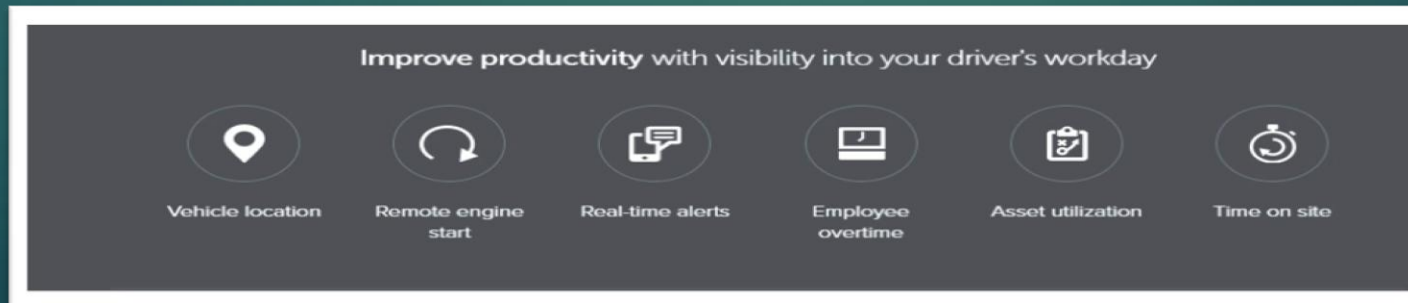 Improve productivity with visibility into your driver's workday
Vehicle location
Remote engine
start
Real-time alerts
Employee
overtime
Asset utilization
Time on site